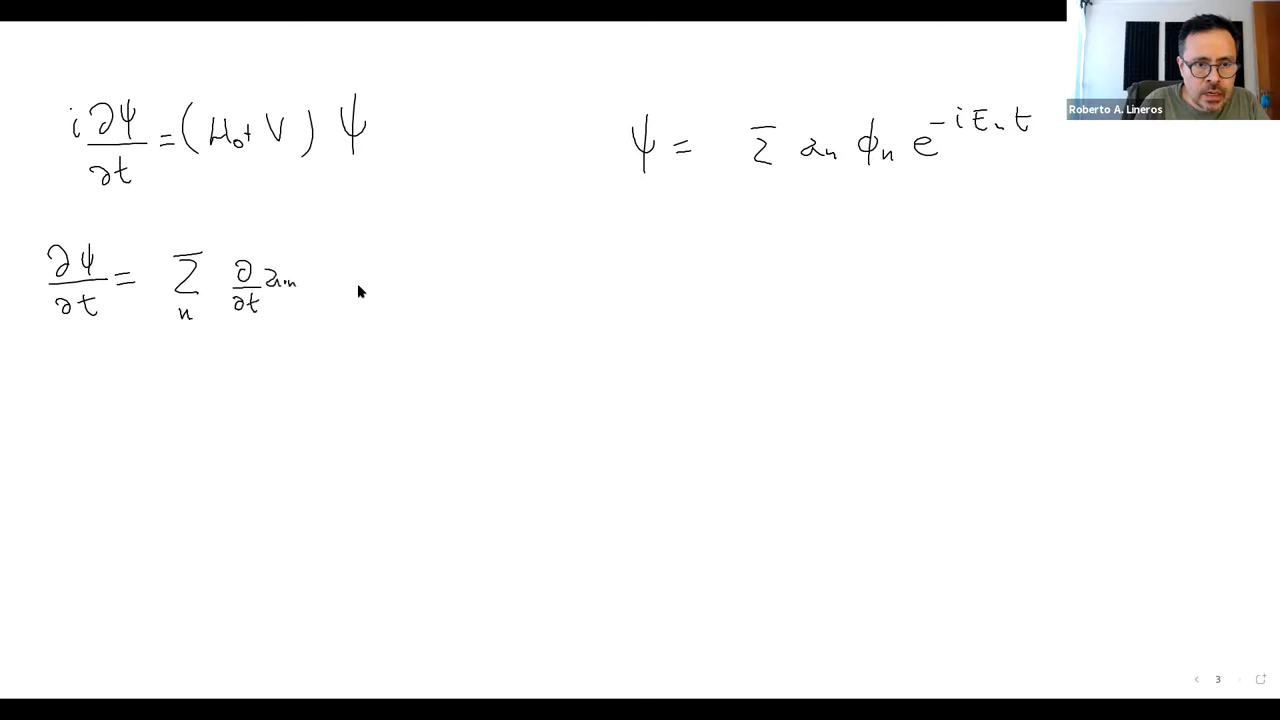 i ∂ψ/∂t = (H₀ + V) ψ
ψ = Σ aₙ ϕₙ e^{-iEₙt}
∂ψ/∂t = Σₙ ∂/∂t aₙ
Roberto A. Lineros
3